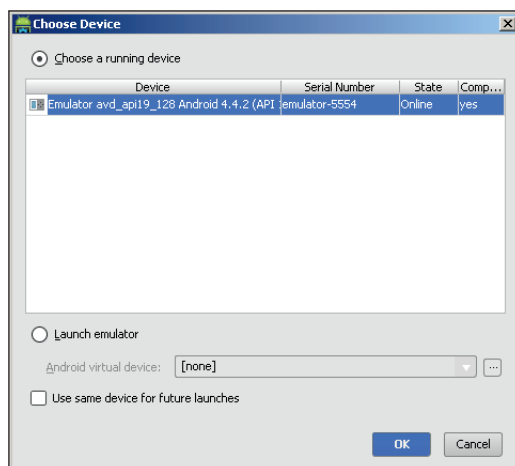 Choose Device
Choose a running device
Device Serial Number State Comp...
Emulator avd_api19_128 Android 4.4.2 (API emulator-5554 Online yes
Launch emulator
Android virtual device: [none] ...
Use same device for future launches
OK Cancel